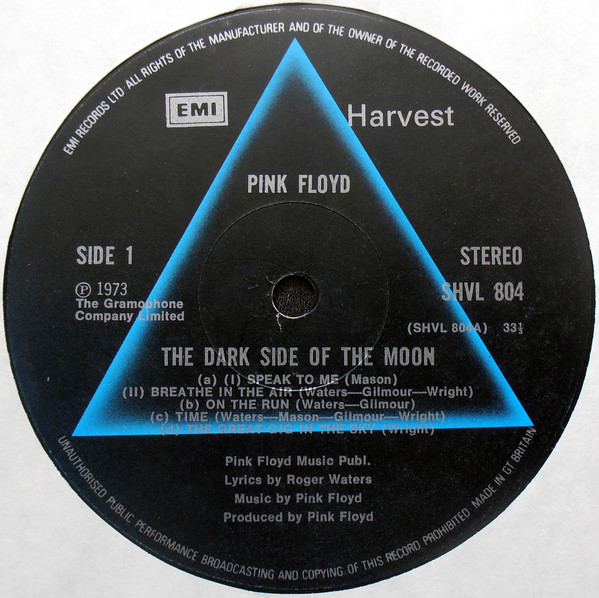 EMI RECORDS LTD ALL RIGHTS OF THE MANUFACTURER AND OF THE OWNER OF THE RECORDED WORK RESERVED
EMI
Harvest
PINK FLOYD
SIDE 1
STEREO
Ⓟ 1973
SHVL 804
The Gramophone
Company Limited
(SHVL 804A) 33⅓
THE DARK SIDE OF THE MOON
(a) (I) SPEAK TO ME (Mason)
(II) BREATHE IN THE AIR (Waters—Gilmour—Wright)
(b) ON THE RUN (Waters—Gilmour)
(c) TIME (Waters—Mason—Gilmour—Wright)
(d) THE GREAT GIG IN THE SKY (Wright)
Pink Floyd Music Publ.
Lyrics by Roger Waters
Music by Pink Floyd
Produced by Pink Floyd
UNAUTHORISED PUBLIC PERFORMANCE BROADCASTING AND COPYING OF THIS RECORD PROHIBITED MADE IN GT BRITAIN